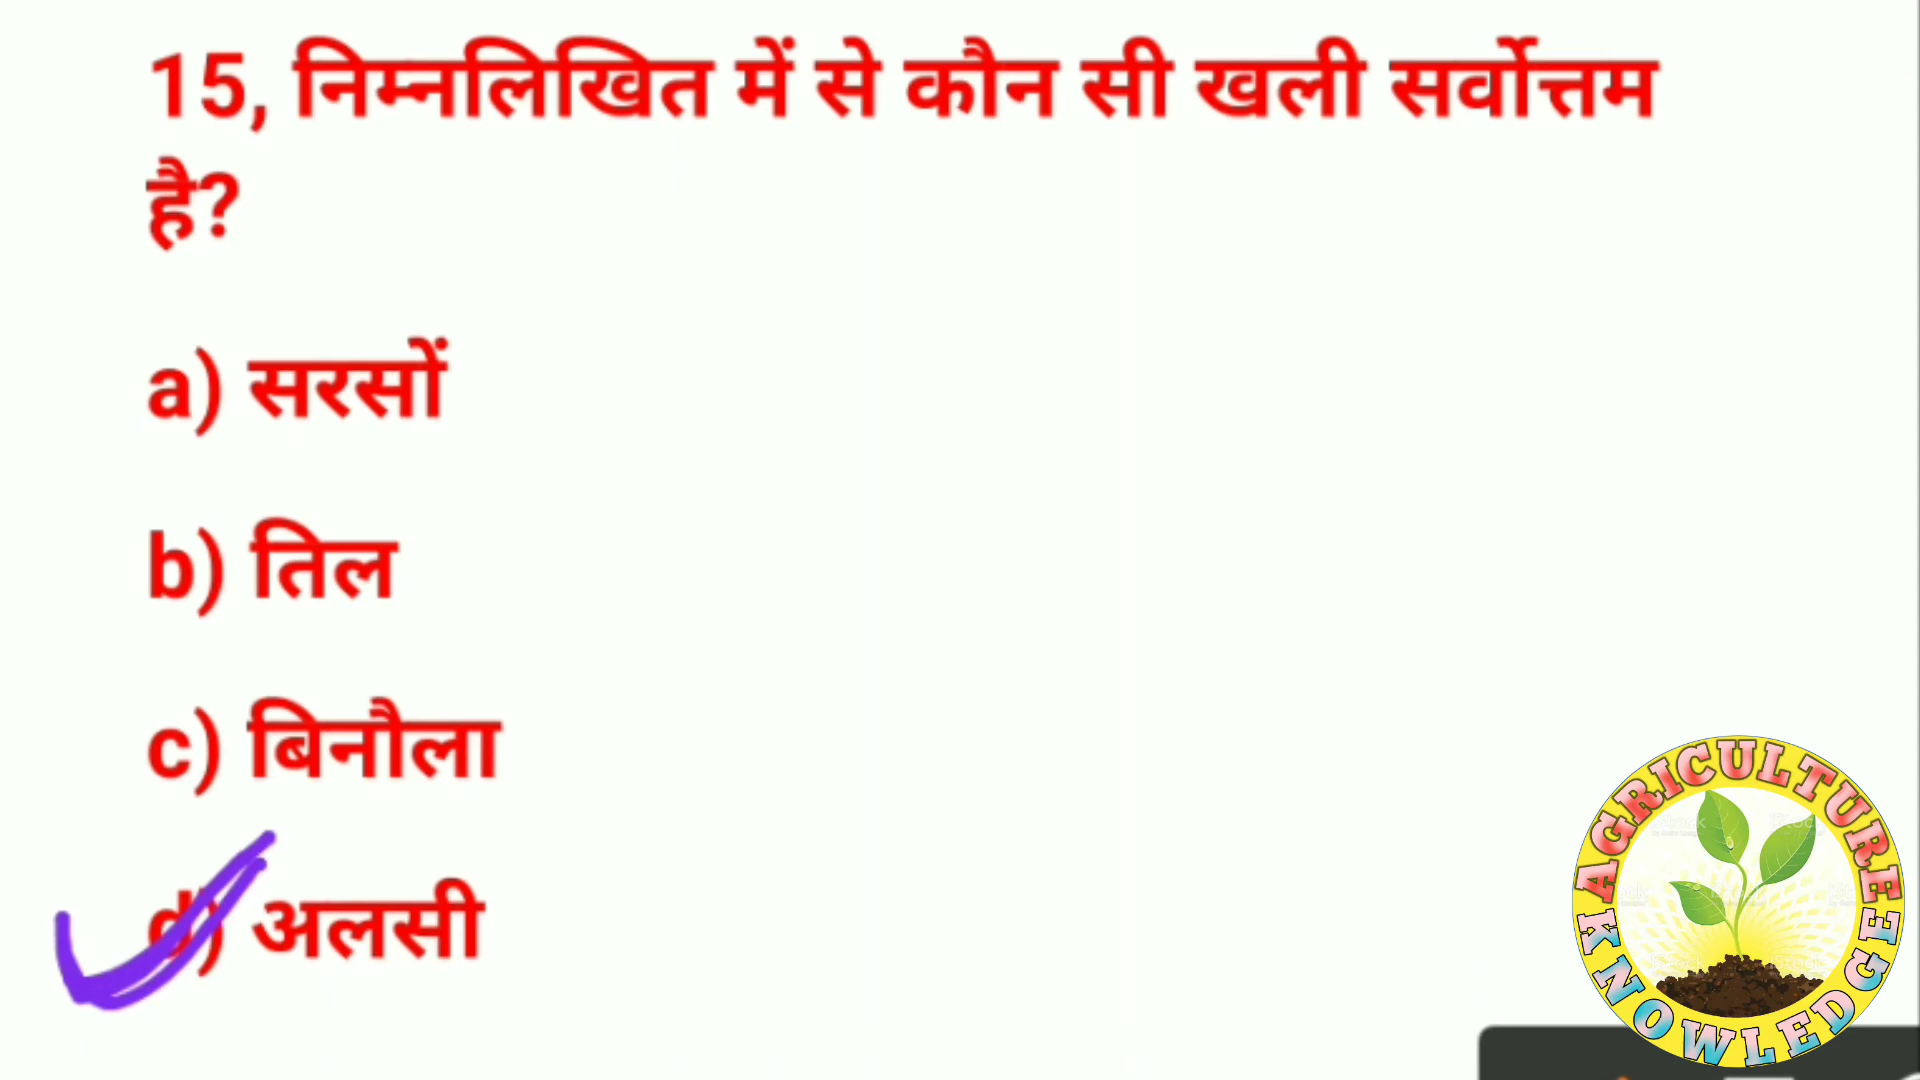 15, निम्नलिखित में से कौन सी खली सर्वोत्तम
है?
a) सरसों
b) तिल
c) बिनौला
d) अलसी
AGRICULTURE
KNOWLEDGE